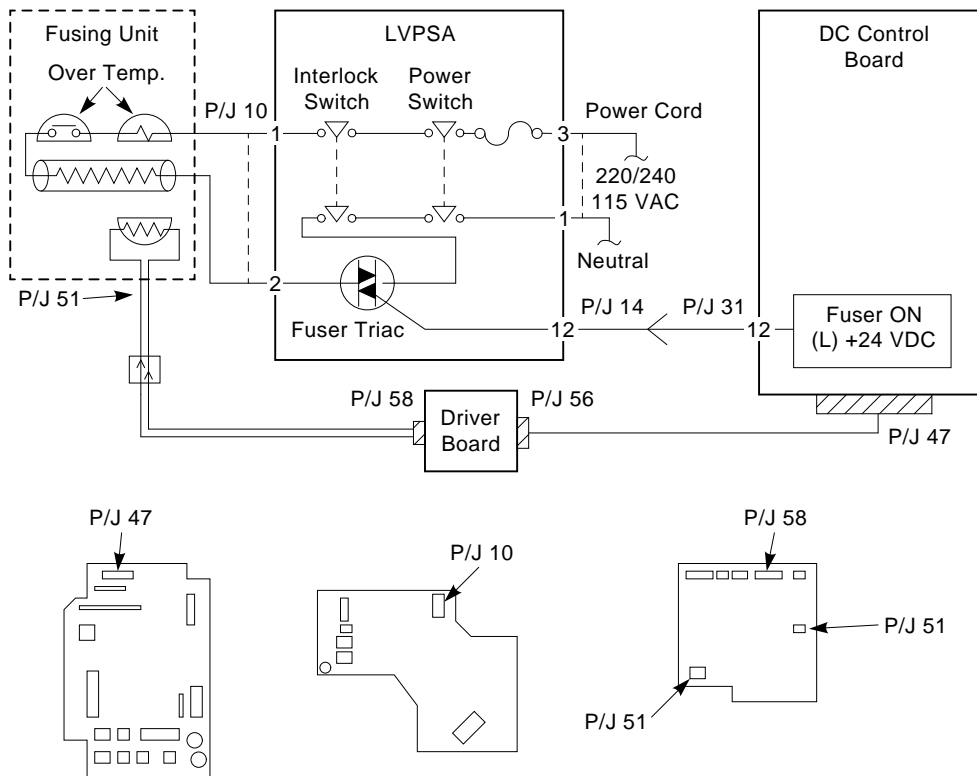 Fusing Unit
Over Temp.
P/J 10
LVPSA
Interlock
Switch
Power
Switch
DC Control
Board
1
3
Power Cord
220/240
115 VAC
1
Neutral
2
Fuser Triac
P/J 51
12
P/J 14
P/J 31
12
Fuser ON
(L) +24 VDC
P/J 58
Driver
Board
P/J 56
P/J 47
P/J 47
P/J 10
P/J 58
P/J 51
P/J 51